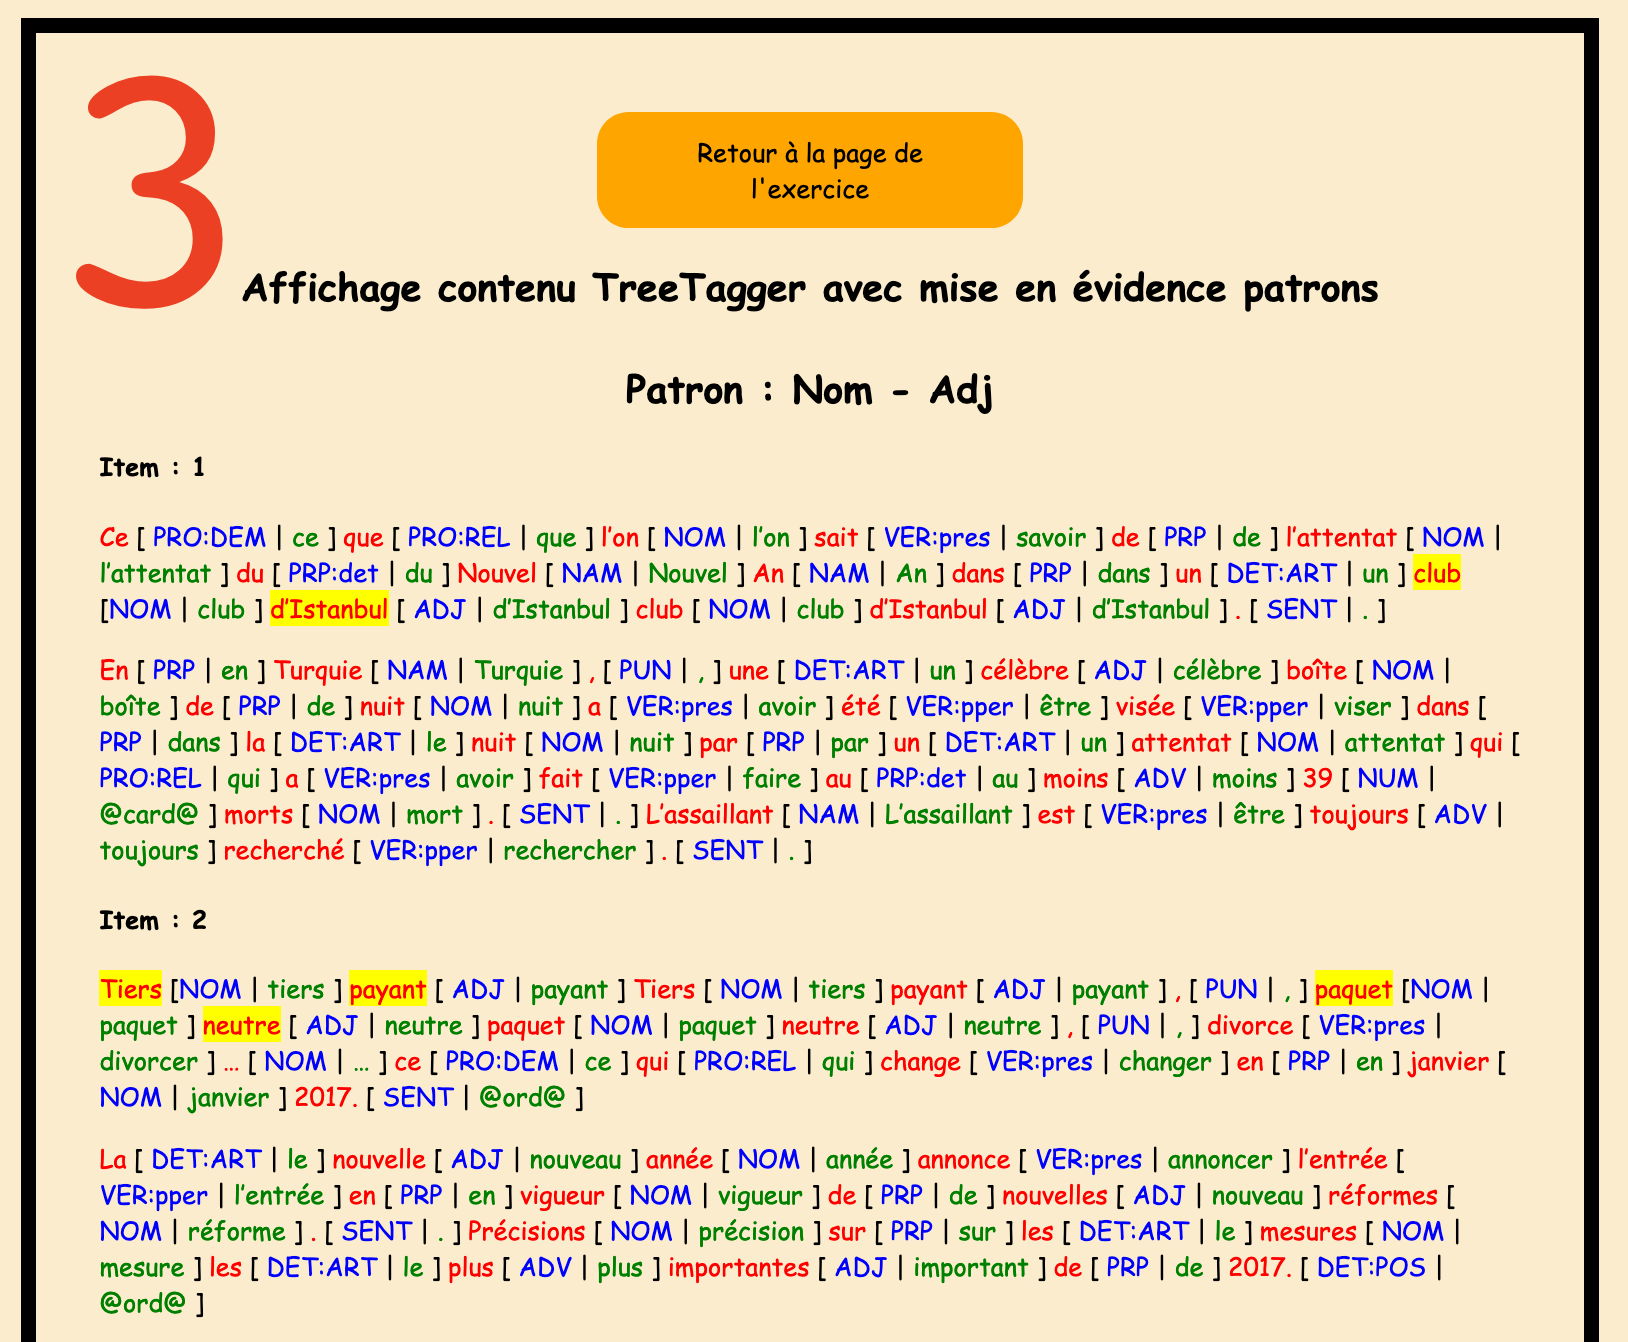 3
Retour à la page de
l'exercice
Affichage contenu TreeTagger avec mise en évidence patrons
Patron : Nom - Adj
Item : 1
Ce [ PRO:DEM | ce ] que [ PRO:REL | que ] l’on [ NOM | l’on ] sait [ VER:pres | savoir ] de [ PRP | de ] l’attentat [ NOM |
l’attentat ] du [ PRP:det | du ] Nouvel [ NAM | Nouvel ] An [ NAM | An ] dans [ PRP | dans ] un [ DET:ART | un ] club
[NOM | club ] d’Istanbul [ ADJ | d’Istanbul ] club [ NOM | club ] d’Istanbul [ ADJ | d’Istanbul ] . [ SENT | . ]
En [ PRP | en ] Turquie [ NAM | Turquie ] , [ PUN | , ] une [ DET:ART | un ] célèbre [ ADJ | célèbre ] boîte [ NOM |
boîte ] de [ PRP | de ] nuit [ NOM | nuit ] a [ VER:pres | avoir ] été [ VER:pper | être ] visée [ VER:pper | viser ] dans [
PRP | dans ] la [ DET:ART | le ] nuit [ NOM | nuit ] par [ PRP | par ] un [ DET:ART | un ] attentat [ NOM | attentat ] qui [
PRO:REL | qui ] a [ VER:pres | avoir ] fait [ VER:pper | faire ] au [ PRP:det | au ] moins [ ADV | moins ] 39 [ NUM |
@card@ ] morts [ NOM | mort ] . [ SENT | . ] L’assaillant [ NAM | L’assaillant ] est [ VER:pres | être ] toujours [ ADV |
toujours ] recherché [ VER:pper | rechercher ] . [ SENT | . ]
Item : 2
Tiers [NOM | tiers ] payant [ ADJ | payant ] Tiers [ NOM | tiers ] payant [ ADJ | payant ] , [ PUN | , ] paquet [NOM |
paquet ] neutre [ ADJ | neutre ] paquet [ NOM | paquet ] neutre [ ADJ | neutre ] , [ PUN | , ] divorce [ VER:pres |
divorcer ] … [ NOM | … ] ce [ PRO:DEM | ce ] qui [ PRO:REL | qui ] change [ VER:pres | changer ] en [ PRP | en ] janvier [
NOM | janvier ] 2017. [ SENT | @ord@ ]
La [ DET:ART | le ] nouvelle [ ADJ | nouveau ] année [ NOM | année ] annonce [ VER:pres | annoncer ] l’entrée [
VER:pper | l’entrée ] en [ PRP | en ] vigueur [ NOM | vigueur ] de [ PRP | de ] nouvelles [ ADJ | nouveau ] réformes [
NOM | réforme ] . [ SENT | . ] Précisions [ NOM | précision ] sur [ PRP | sur ] les [ DET:ART | le ] mesures [ NOM |
mesure ] les [ DET:ART | le ] plus [ ADV | plus ] importantes [ ADJ | important ] de [ PRP | de ] 2017. [ DET:POS |
@ord@ ]